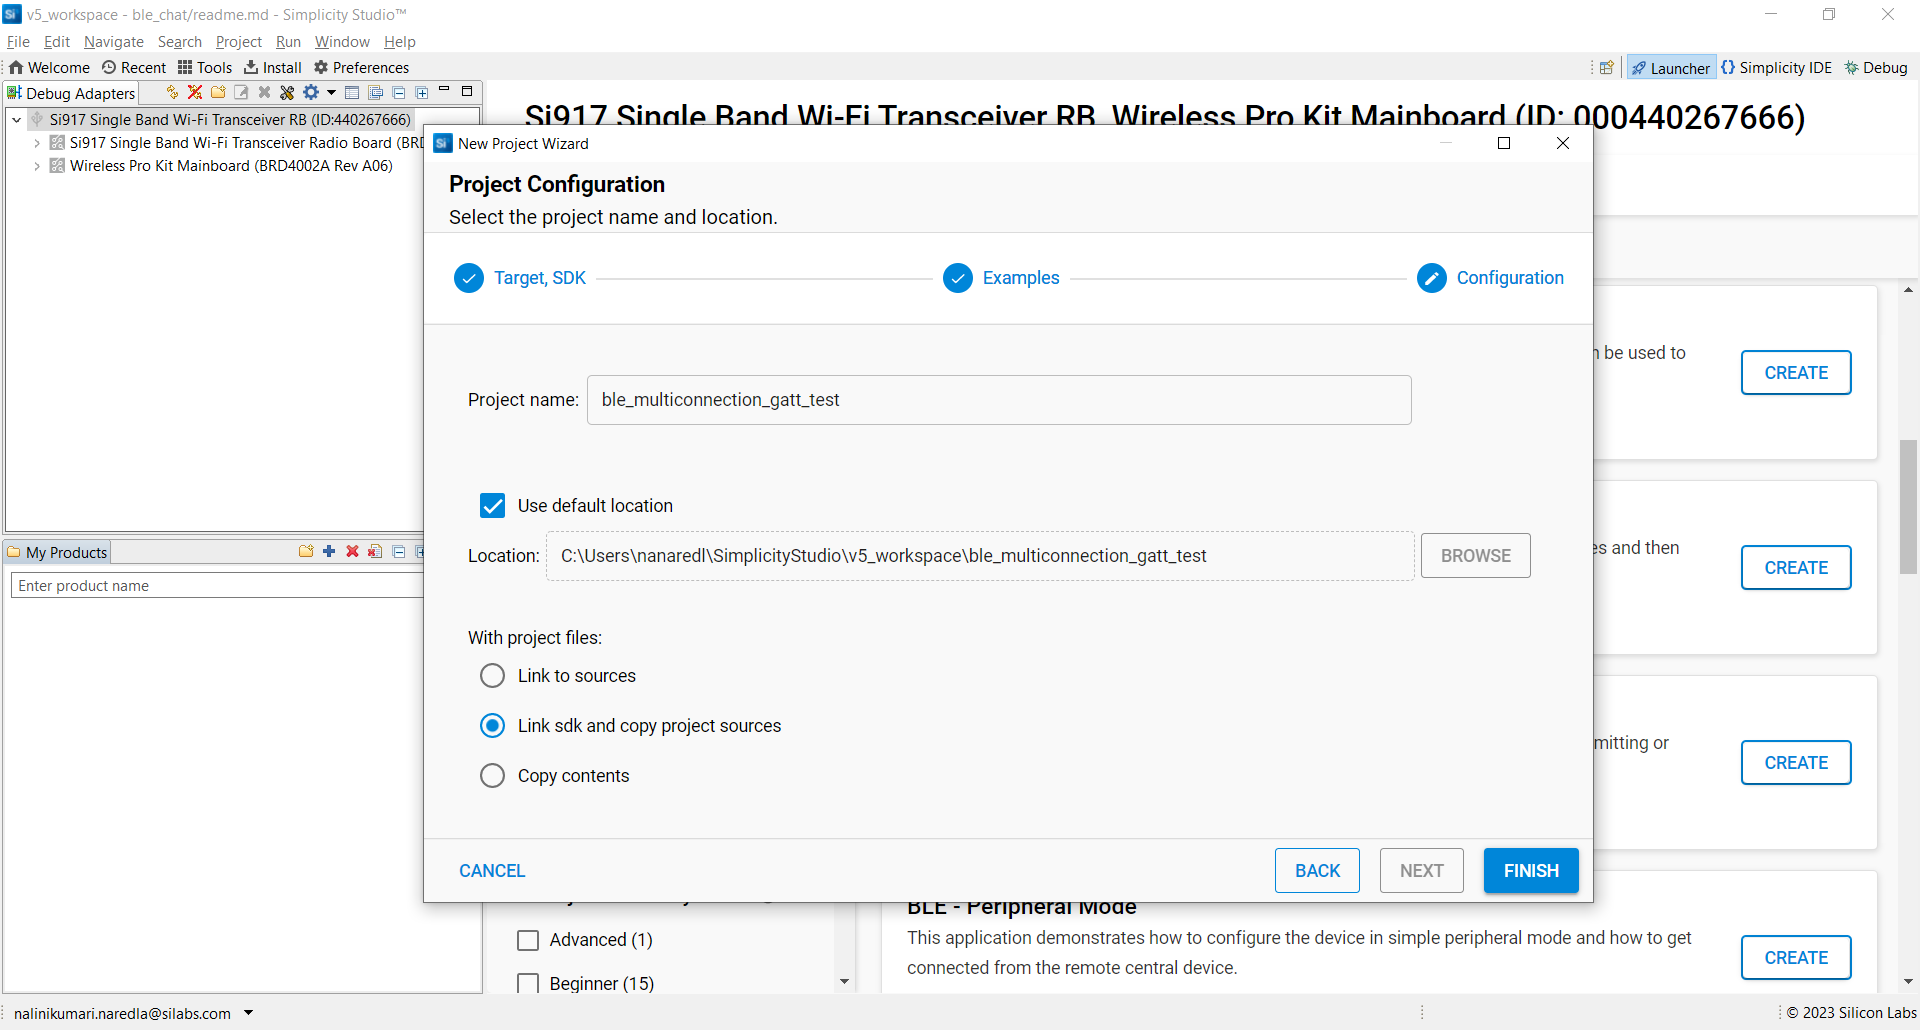 v5_workspace - ble_chat/readme.md - Simplicity Studio™
File Edit Navigate Search Project Run Window Help
Welcome Recent Tools Install Preferences
Launcher Simplicity IDE Debug
Debug Adapters
Si917 Single Band Wi-Fi Transceiver RB (ID:440267666)
Si917 Single Band Wi-Fi Transceiver Radio Board (BRD
Wireless Pro Kit Mainboard (BRD4002A Rev A06)
My Products
Enter product name
Si917 Single Band Wi-Fi Transceiver RB, Wireless Pro Kit Mainboard (ID: 000440267666)
New Project Wizard
Project Configuration
Select the project name and location.
Target, SDK
Examples
Configuration
Project name: ble_multiconnection_gatt_test
Use default location
Location: C:\Users\nanaredl\SimplicityStudio\v5_workspace\ble_multiconnection_gatt_test BROWSE
With project files:
Link to sources
Link sdk and copy project sources
Copy contents
CANCEL BACK NEXT FINISH
be used to
CREATE
es and then
CREATE
mitting or
CREATE
Advanced (1)
Beginner (15)
BLE - Peripheral Mode
This application demonstrates how to configure the device in simple peripheral mode and how to get
connected from the remote central device.
CREATE
nalinikumari.naredla@silabs.com
© 2023 Silicon Labs